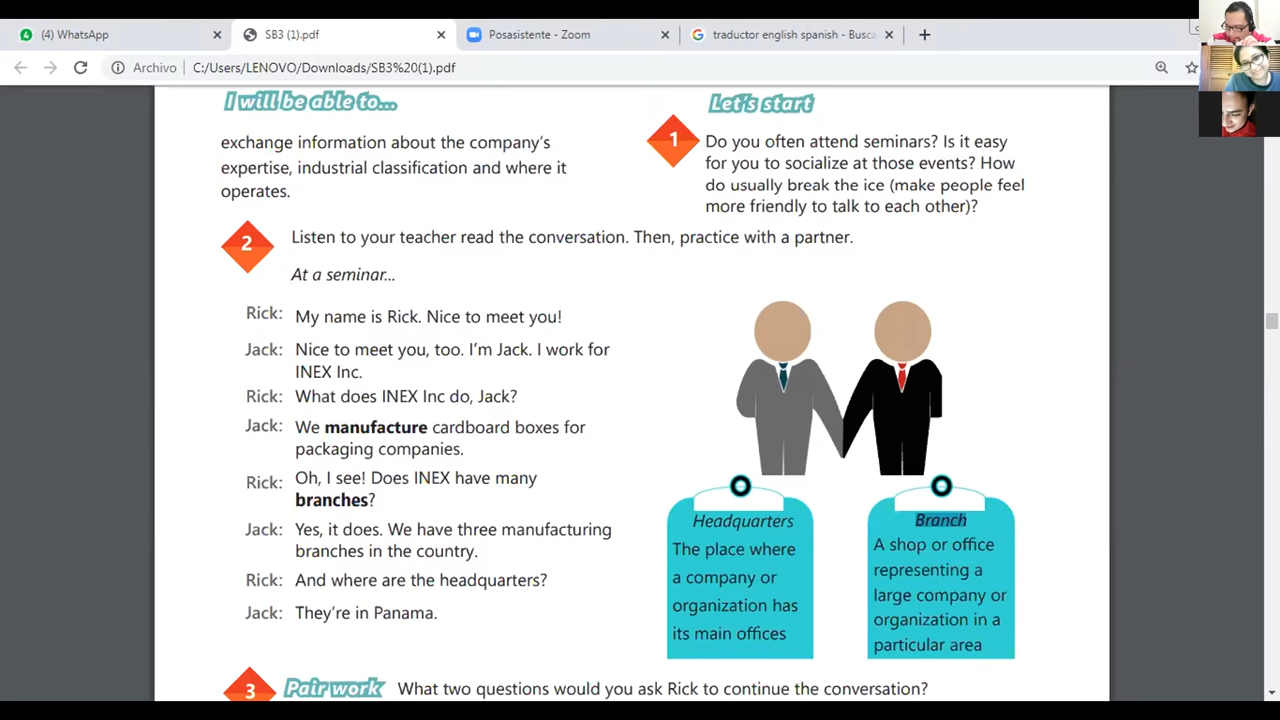 (4) WhatsApp
SB3 (1).pdf
Posasistente - Zoom
traductor english spanish - Busca
Archivo
C:/Users/LENOVO/Downloads/SB3%20(1).pdf
I will be able to...
exchange information about the company's
expertise, industrial classification and where it
operates.
Let's start
1
Do you often attend seminars? Is it easy
for you to socialize at those events? How
do usually break the ice (make people feel
more friendly to talk to each other)?
2
Listen to your teacher read the conversation. Then, practice with a partner.
At a seminar...
Rick: My name is Rick. Nice to meet you!
Jack: Nice to meet you, too. I'm Jack. I work for
INEX Inc.
Rick: What does INEX Inc do, Jack?
Jack: We manufacture cardboard boxes for
packaging companies.
Rick: Oh, I see! Does INEX have many
branches?
Jack: Yes, it does. We have three manufacturing
branches in the country.
Rick: And where are the headquarters?
Jack: They're in Panama.
Headquarters
The place where
a company or
organization has
its main offices
Branch
A shop or office
representing a
large company or
organization in a
particular area
3
Pair work What two questions would you ask Rick to continue the conversation?